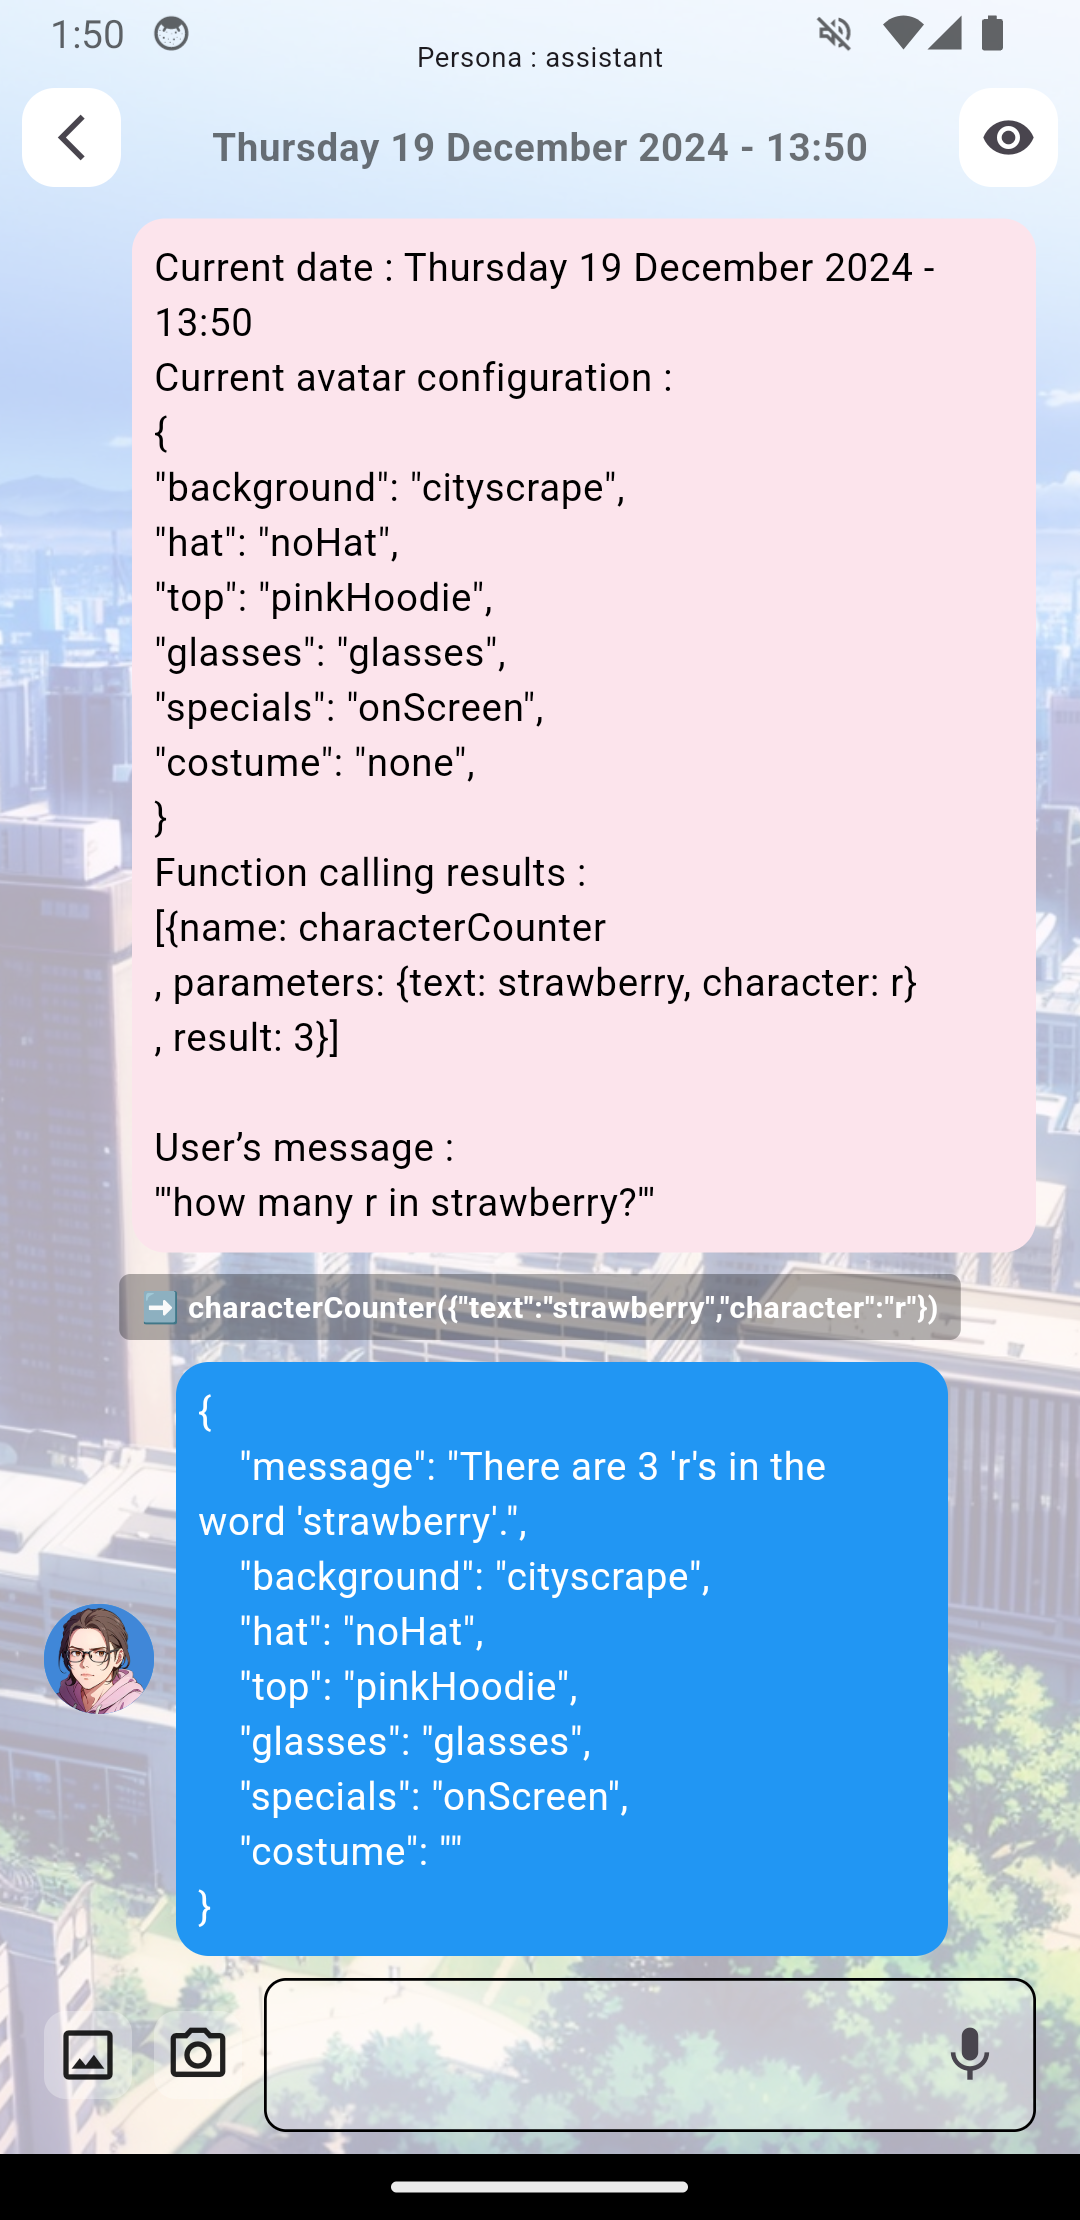 1:50
Persona : assistant
Thursday 19 December 2024 - 13:50
Current date : Thursday 19 December 2024 -
13:50
Current avatar configuration :
{
"background": "cityscrape",
"hat": "noHat",
"top": "pinkHoodie",
"glasses": "glasses",
"specials": "onScreen",
"costume": "none",
}
Function calling results :
[{name: characterCounter
, parameters: {text: strawberry, character: r}
, result: 3}]
User’s message :
'"how many r in strawberry?"'
➡️ characterCounter({"text":"strawberry","character":"r"})
{
"message": "There are 3 'r's in the
word 'strawberry'.",
"background": "cityscrape",
"hat": "noHat",
"top": "pinkHoodie",
"glasses": "glasses",
"specials": "onScreen",
"costume": ""
}